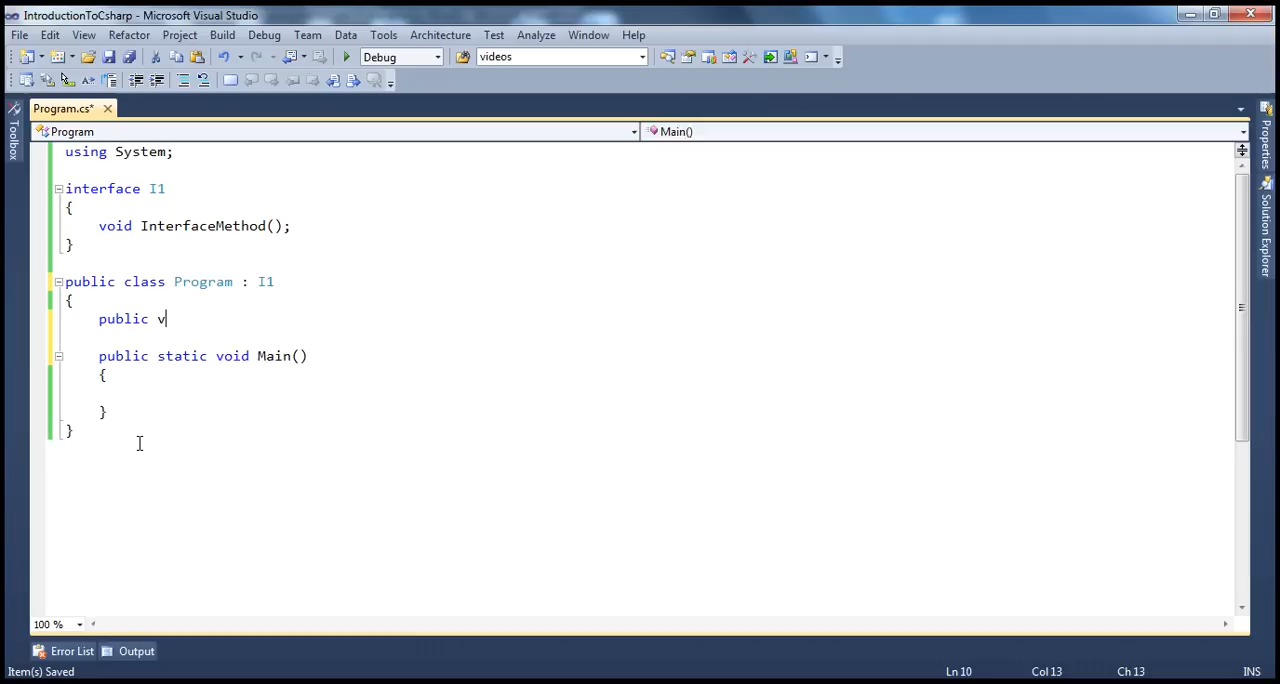 IntroductionToCsharp - Microsoft Visual Studio
File Edit View Refactor Project Build Debug Team Data Tools Architecture Test Analyze Window Help
Debug videos
Program.cs* ×
Program Main()
Toolbox
Properties
Solution Explorer
using System;
interface I1
{
void InterfaceMethod();
}
public class Program : I1
{
public v
public static void Main()
{
}
}
100 %
Error List Output
Item(s) Saved Ln 10 Col 13 Ch 13 INS